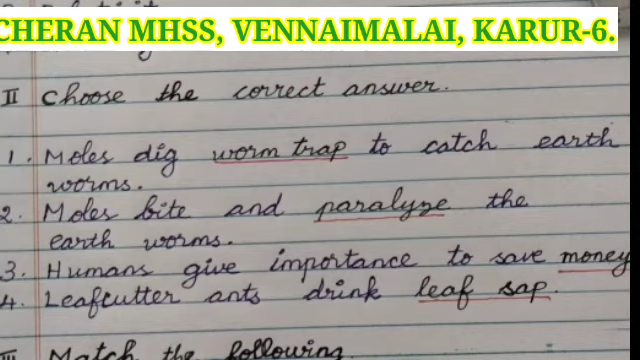 CHERAN MHSS, VENNAIMALAI, KARUR-6.
II Choose the correct answer.
1. Moles dig worm trap to catch earth
worms.
2. Moles bite and paralyze the
earth worms.
3. Humans give importance to save money
4. Leafcutter ants drink leaf sap.
III Match the following